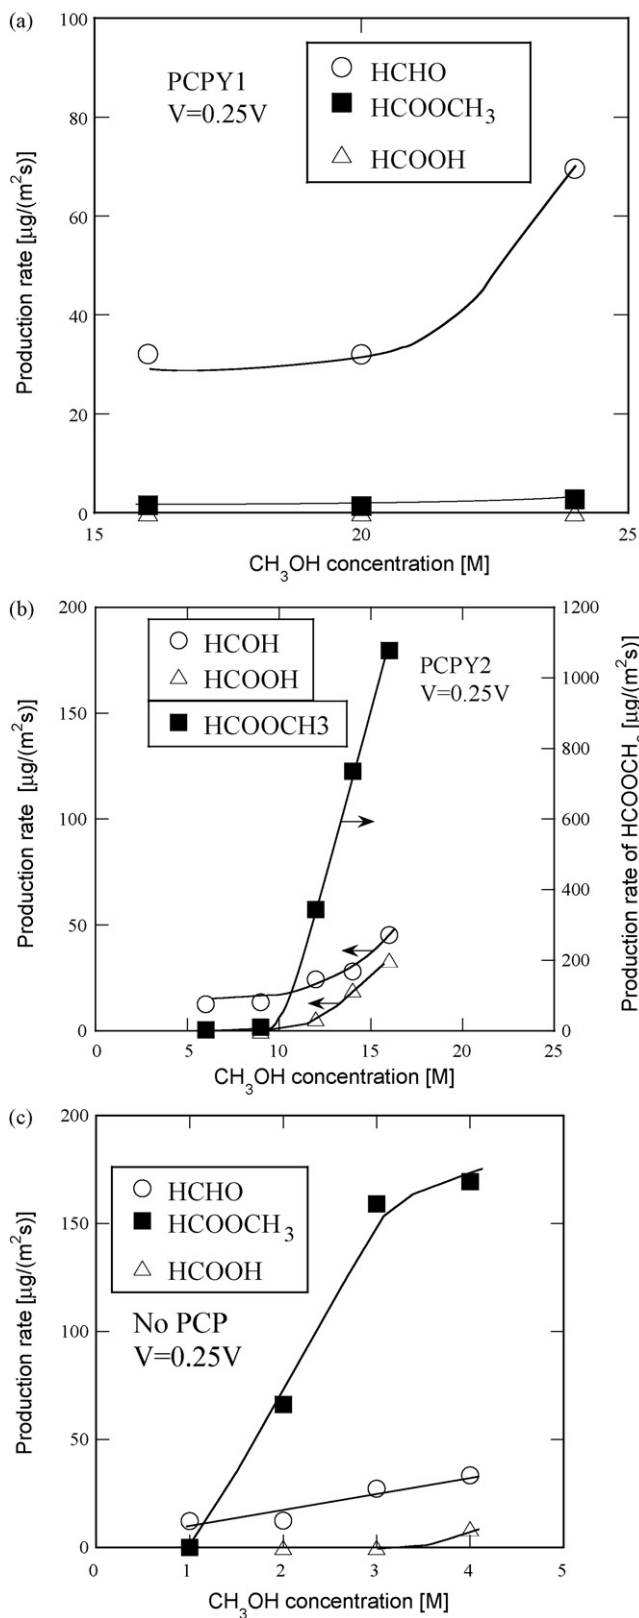 (a)
100
80
60
40
20
0
Production rate [μg/(m²s)]
PCPY1
V=0.25V
HCHO
HCOOCH₃
HCOOH
15
20
25
CH₃OH concentration [M]
(b)
200
150
100
50
0
Production rate [μg/(m²s)]
HCOH
HCOOH
HCOOCH3
PCPY2
V=0.25V
1200
1000
800
600
400
200
0
Production rate of HCOOCH₃ [μg/(m²s)]
0
5
10
15
20
25
CH₃OH concentration [M]
(c)
200
150
100
50
0
Production rate [μg/(m²s)]
HCHO
HCOOCH₃
HCOOH
No PCP
V=0.25V
0
1
2
3
4
5
CH₃OH concentration [M]